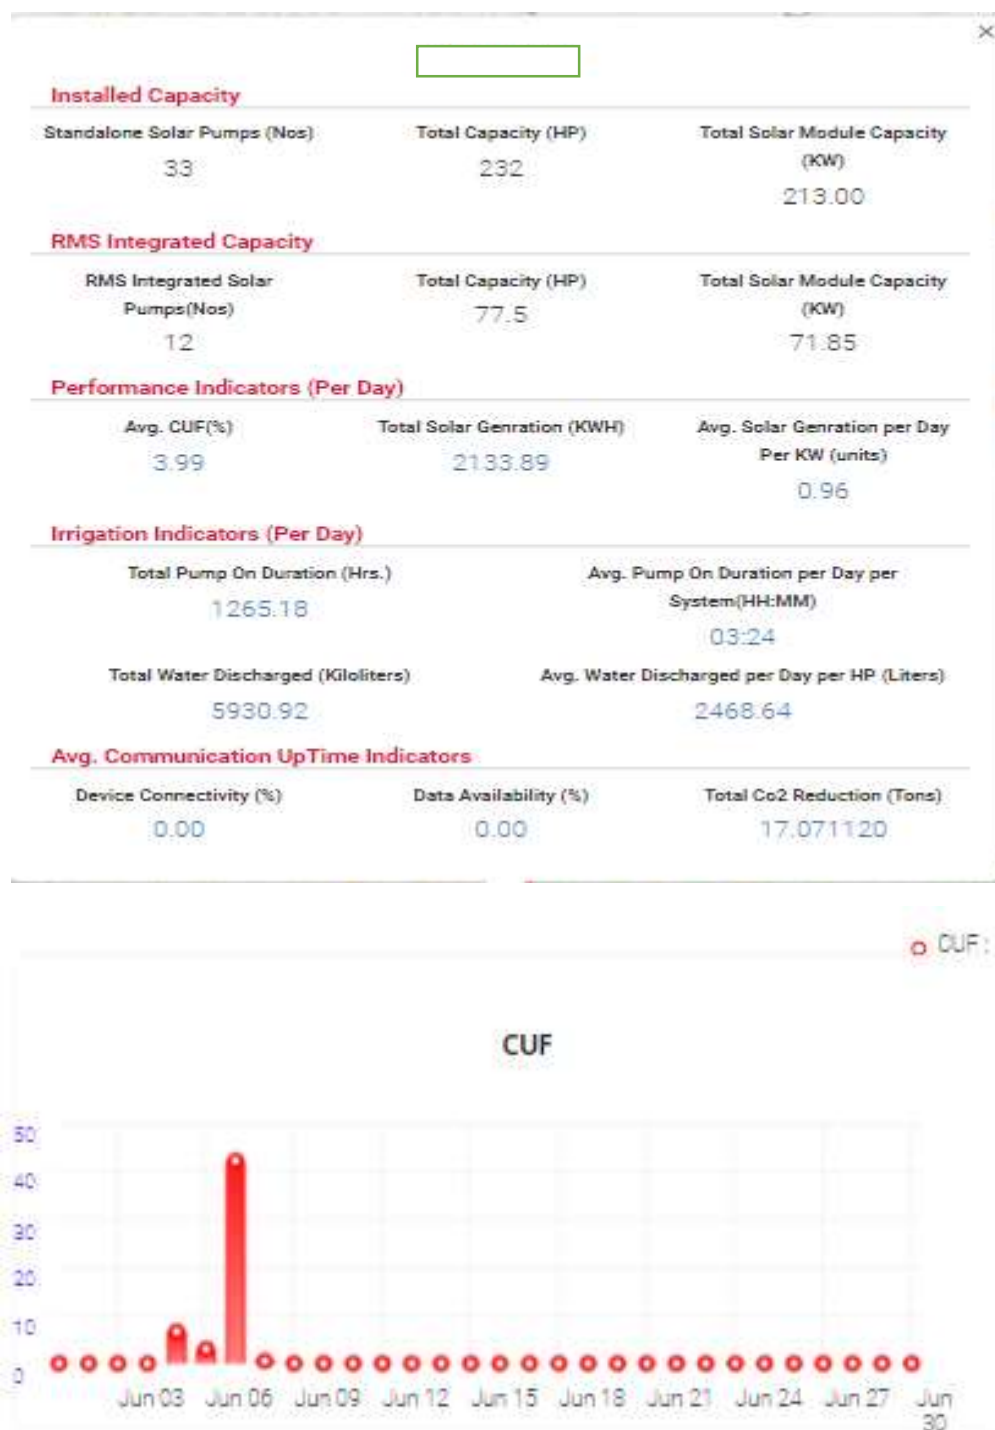 ×
Installed Capacity
Standalone Solar Pumps (Nos) Total Capacity (HP) Total Solar Module Capacity
(KW)
33 232
213.00
RMS Integrated Capacity
RMS Integrated Solar Total Capacity (HP) Total Solar Module Capacity
Pumps(Nos) (KW)
77.5
12 71.85
Performance Indicators (Per Day)
Avg. CUF(%) Total Solar Genration (KWH) Avg. Solar Genration per Day
Per KW (units)
3.99 2133.89
0.96
Irrigation Indicators (Per Day)
Total Pump On Duration (Hrs.) Avg. Pump On Duration per Day per
System(HH:MM)
1265.18
03:24
Total Water Discharged (Kiloliters) Avg. Water Discharged per Day per HP (Liters)
5930.92 2468.64
Avg. Communication UpTime Indicators
Device Connectivity (%) Data Availability (%) Total Co2 Reduction (Tons)
0.00 0.00 17.071120
CUF :
CUF
50
40
30
20
10
0
Jun 03 Jun 06 Jun 09 Jun 12 Jun 15 Jun 18 Jun 21 Jun 24 Jun 27 Jun
30